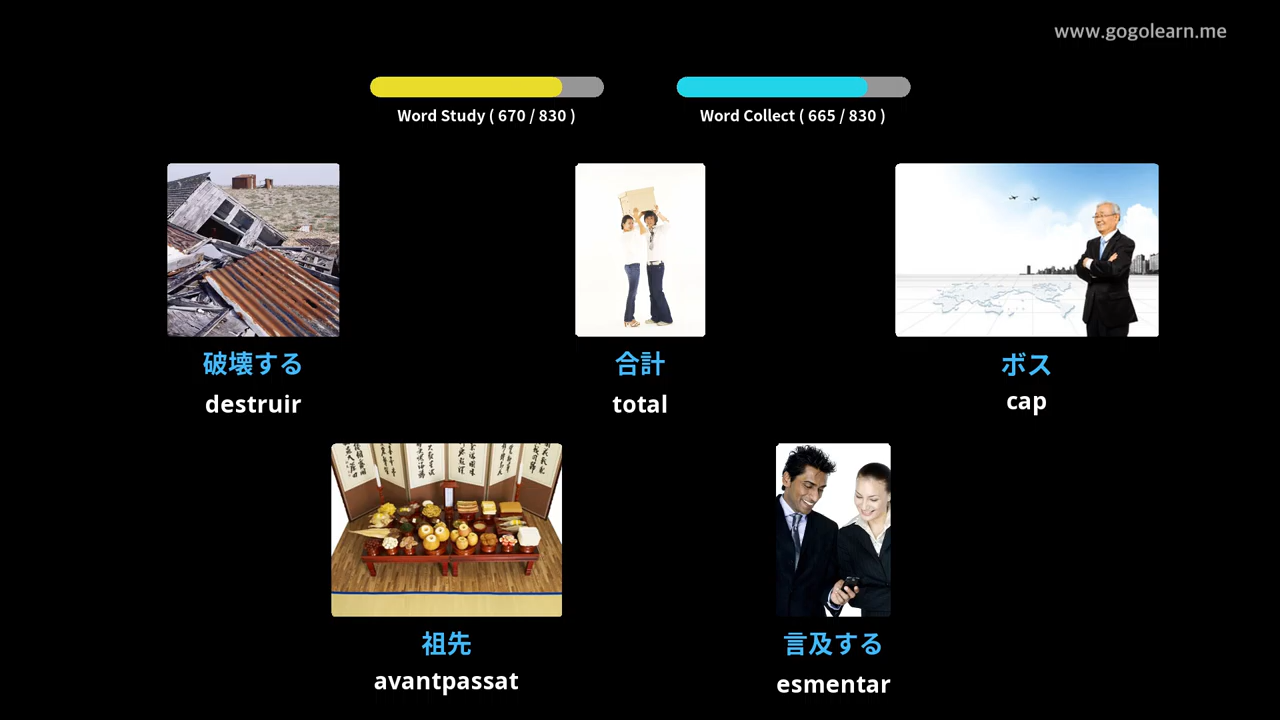 www.gogolearn.me
Word Study ( 670 / 830 )
Word Collect ( 665 / 830 )
破壊する
destruir
合計
total
ボス
cap
祖先
avantpassat
言及する
esmentar